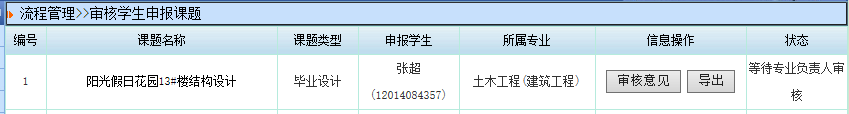 流程管理>>审核学生申报课题
编号 课题名称 课题类型 申报学生 所属专业 信息操作 状态
1 阳光假日花园13#楼结构设计 毕业设计 张超 土木工程(建筑工程) 审核意见 导出 等待专业负责人审
(12014084357) 核